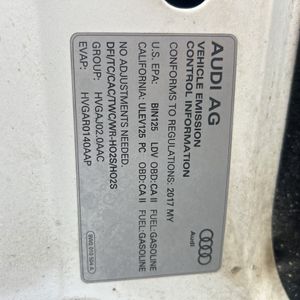 AUDI AG
VEHICLE EMISSION
CONTROL INFORMATION
CONFORMS TO REGULATIONS: 2017 MY
U.S. EPA: BIN125 LDV OBD:CA II FUEL:GASOLINE
CALIFORNIA: ULEV125 PC OBD:CA II FUEL:GASOLINE
NO ADJUSTMENTS NEEDED.
DFI/TC/CAC/TWC/WR-HO2S/HO2S
GROUP: HVGAJ02.0AAC
EVAP: HVGAR0140AAP
Audi